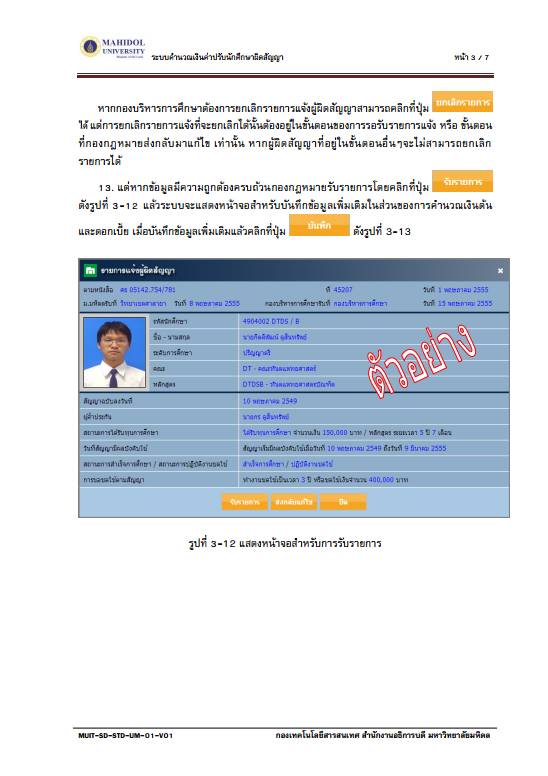 MAHIDOL
UNIVERSITY
ระบบคำนวณเงินค่าปรับนักศึกษาผิดสัญญา
หน้า 3 / 7
หากกองบริหารการศึกษาต้องการยกเลิกรายการแจ้งผู้ผิดสัญญาสามารถคลิกที่ปุ่ม ยกเลิกรายการ
ได้ แต่การยกเลิกรายการแจ้งที่จะยกเลิกได้นั้นต้องอยู่ในขั้นตอนของการรอรับรายการแจ้ง หรือ ขั้นตอน
ที่กองกฎหมายส่งกลับมาแก้ไข เท่านั้น หากผู้ผิดสัญญาที่อยู่ในขั้นตอนอื่นๆจะไม่สามารถยกเลิก
รายการได้
13. แต่หากข้อมูลมีความถูกต้องครบถ้วนกองกฎหมายรับรายการโดยคลิกที่ปุ่ม รับรายการ
ดังรูปที่ 3-12 แล้วระบบจะแสดงหน้าจอสำหรับบันทึกข้อมูลเพิ่มเติมในส่วนของการคำนวณเงินต้น
และดอกเบี้ย เมื่อบันทึกข้อมูลเพิ่มเติมแล้วคลิกที่ปุ่ม บันทึก ดังรูปที่ 3-13
รายการแจ้งผู้ผิดสัญญา
ตามหนังสือ ศธ 05142.754/781 ที่ 45207 วันที่ 1 พฤษภาคม 2555
ม.มหิดลรับที่ วิทยาเขตศาลายา วันที่ 8 พฤษภาคม 2555 กองบริหารการศึกษารับที่ กองบริหารการศึกษา วันที่ 15 พฤษภาคม 2555
รหัสนักศึกษา 4904002 DTDS / B
ชื่อ - นามสกุล
ระดับการศึกษา ปริญญาตรี
คณะ DT - คณะทันตแพทยศาสตร์
หลักสูตร DTDSB - ทันตแพทยศาสตรบัณฑิต
ตัวอย่าง
สัญญาฉบับลงวันที่ 10 พฤษภาคม 2549
ผู้ค้ำประกัน
สถานะการได้รับทุนการศึกษา ได้รับทุนการศึกษา จำนวนเงิน 150,000 บาท / หลักสูตร ระยะเวลา 5 ปี 7 เดือน
วันที่สัญญามีผลบังคับใช้ สัญญาเริ่มมีผลบังคับใช้เมื่อวันที่ 10 พฤษภาคม 2549 ถึงวันที่ 9 มีนาคม 2555
สถานะการสำเร็จการศึกษา / สถานะการปฏิบัติงานชดใช้ สำเร็จการศึกษา / ปฏิบัติงานชดใช้
การชดใช้ตามสัญญา ทำงานชดใช้เป็นเวลา 3 ปี หรือชดใช้เงินจำนวน 400,000 บาท
รับรายการ ส่งกลับแก้ไข ปิด
รูปที่ 3-12 แสดงหน้าจอสำหรับการรับรายการ
MUIT-SD-STD-UM-01-V01
กองเทคโนโลยีสารสนเทศ สำนักงานอธิการบดี มหาวิทยาลัยมหิดล